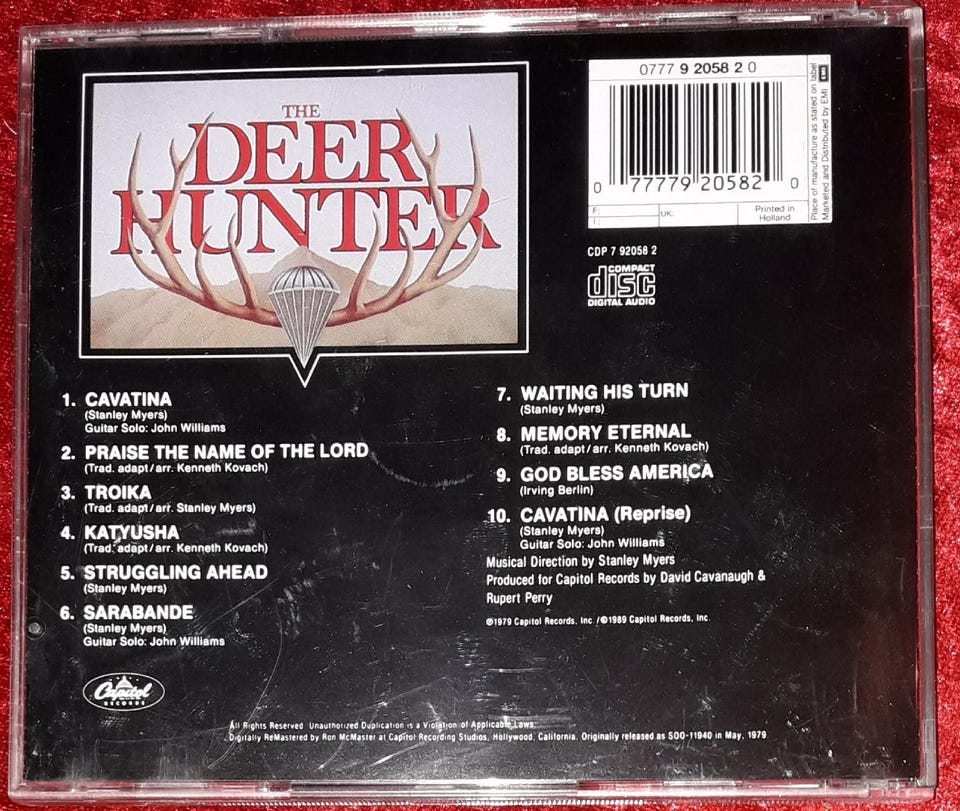 THE
DEER
HUNTER
0777 9 2058 2 0
0 77779 20582 0
F:
I:
UK:
Printed in
Holland
Place of manufacture as stated on label
Marketed and Distributed by EMI
EMI
CDP 7 92058 2
COMPACT
disc
DIGITAL AUDIO
1. CAVATINA
(Stanley Myers)
Guitar Solo: John Williams
2. PRAISE THE NAME OF THE LORD
(Trad. adapt/arr. Kenneth Kovach)
3. TROIKA
(Trad. adapt/arr. Stanley Myers)
4. KATYUSHA
(Trad. adapt/arr. Kenneth Kovach)
5. STRUGGLING AHEAD
(Stanley Myers)
6. SARABANDE
(Stanley Myers)
Guitar Solo: John Williams
7. WAITING HIS TURN
(Stanley Myers)
8. MEMORY ETERNAL
(Trad. adapt/arr. Kenneth Kovach)
9. GOD BLESS AMERICA
(Irving Berlin)
10. CAVATINA (Reprise)
(Stanley Myers)
Guitar Solo: John Williams
Musical Direction by Stanley Myers
Produced for Capitol Records by David Cavanaugh &
Rupert Perry
℗1979 Capitol Records, Inc. /©1989 Capitol Records, Inc.
Capitol
RECORDS
All Rights Reserved. Unauthorized Duplication is a Violation of Applicable Laws.
Digitally ReMastered by Ron McMaster at Capitol Recording Studios, Hollywood, California. Originally released as SOO-11940 in May, 1979